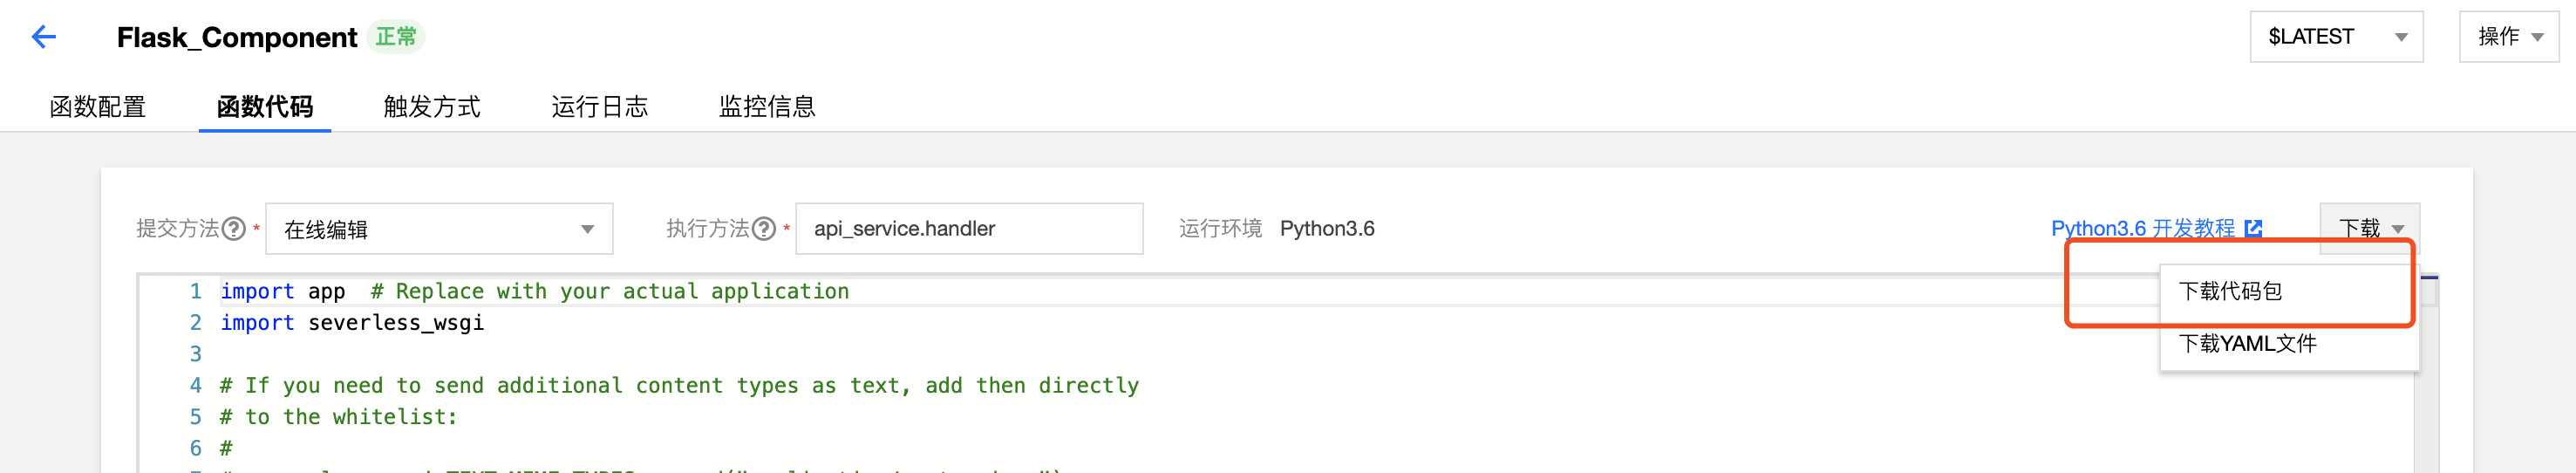 Flask_Component 正常 $LATEST 操作
函数配置 函数代码 触发方式 运行日志 监控信息
提交方法 * 在线编辑 执行方法 * api_service.handler 运行环境 Python3.6 Python3.6 开发教程 下载
下载代码包
下载YAML文件
1 import app  # Replace with your actual application
2 import severless_wsgi
3
4 # If you need to send additional content types as text, add then directly
5 # to the whitelist:
6 #